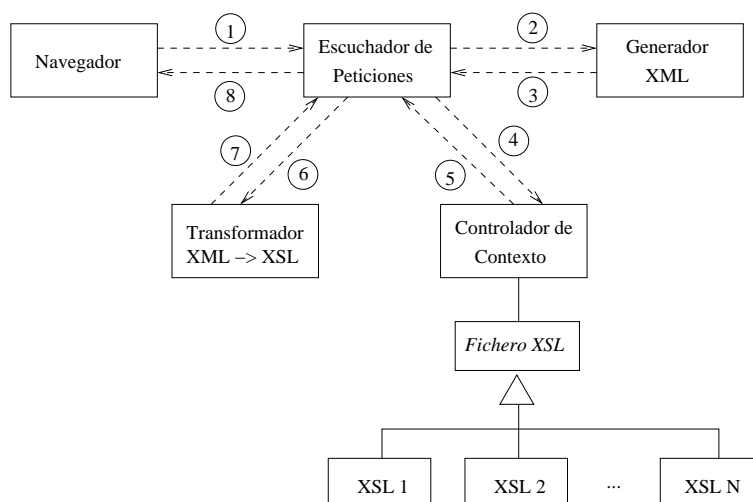 1
2
Navegador
Escuchador de
Peticiones
Generador
XML
8
3
7
6
4
5
Transformador
XML −> XSL
Controlador de
Contexto
Fichero XSL
XSL 1
XSL 2
...
XSL N